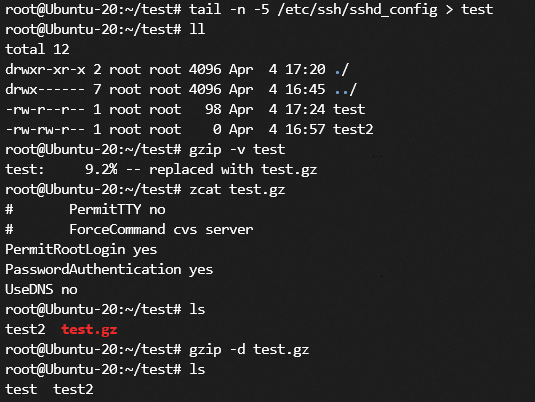 root@Ubuntu-20:~/test# tail -n -5 /etc/ssh/sshd_config > test
root@Ubuntu-20:~/test# ll
total 12
drwxr-xr-x 2 root root 4096 Apr  4 17:20 ./
drwx------ 7 root root 4096 Apr  4 16:45 ../
-rw-r--r-- 1 root root   98 Apr  4 17:24 test
-rw-rw-r-- 1 root root    0 Apr  4 16:57 test2
root@Ubuntu-20:~/test# gzip -v test
test:     9.2% -- replaced with test.gz
root@Ubuntu-20:~/test# zcat test.gz
#       PermitTTY no
#       ForceCommand cvs server
PermitRootLogin yes
PasswordAuthentication yes
UseDNS no
root@Ubuntu-20:~/test# ls
test2  test.gz
root@Ubuntu-20:~/test# gzip -d test.gz
root@Ubuntu-20:~/test# ls
test  test2